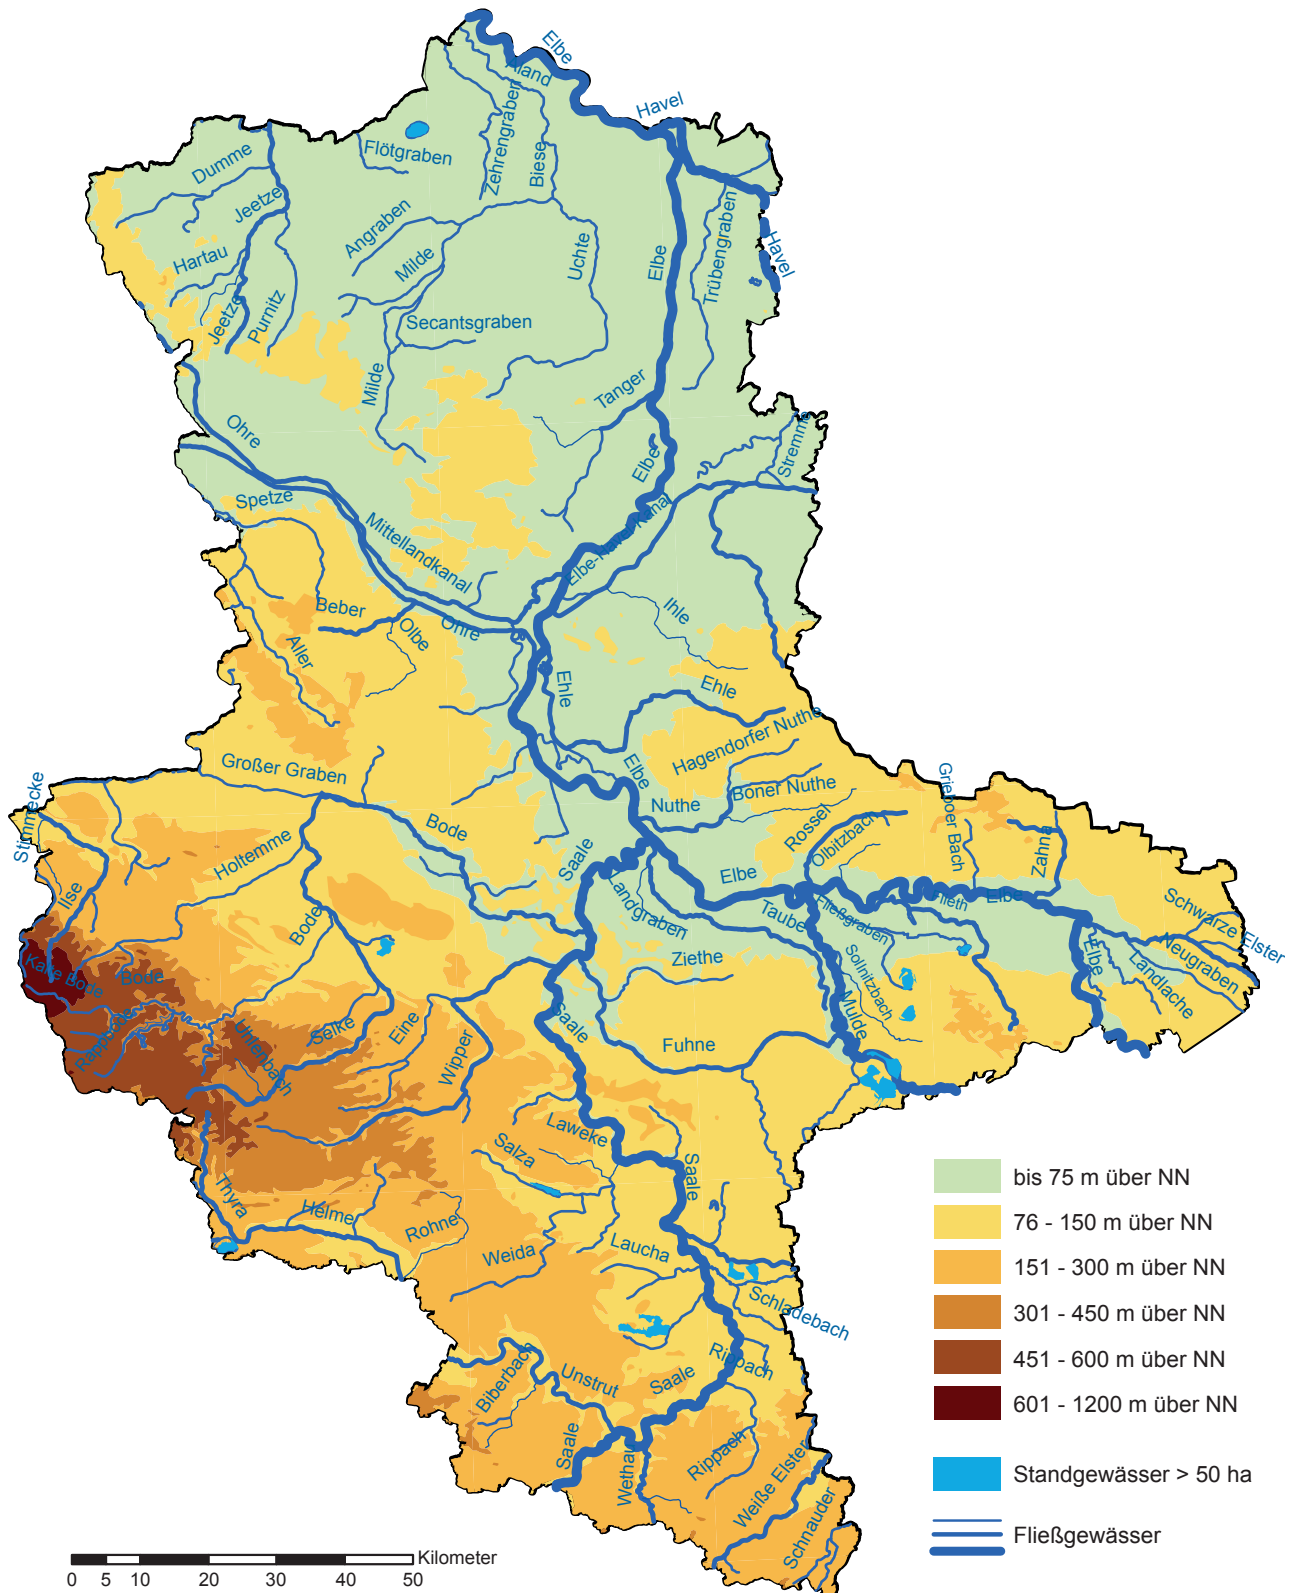 Elbe
Aland
Havel
Zehrengraben
Biese
Flötgraben
Dumme
Jeetze
Angraben
Milde
Hartau
Jeetze
Purnitz
Uchte
Elbe
Trübengraben
Havel
Secantsgraben
Milde
Tanger
Ohre
Elbe
Stremme
Spetze
Mittellandkanal
Elbe-Havel-Kanal
Beber
Olbe
Ohre
Ihle
Aller
Ehle
Ehle
Hagendorfer Nuthe
Großer Graben
Elbe
Boner Nuthe
Nuthe
Grieboer Bach
Stimmecke
Bode
Rossel
Olbitzbach
Zahna
Holtemme
Saale
Ilse
Landgraben
Elbe
Taube
Fließgraben
Flieth
Elbe
Schwarze Elster
Bode
Ziethe
Sollnitzbach
Elbe
Neugraben
Landlache
Kalte Bode
Bode
Rappbode
Uhlenbach
Selke
Eine
Wipper
Saale
Fuhne
Mulde
Laweke
Salza
Saale
Thyra
Helme
Rohne
Weida
Laucha
Schladebach
Biberbach
Unstrut
Saale
Rippach
Saale
Wethau
Rippach
Weiße Elster
Schnauder
bis 75 m über NN
76 - 150 m über NN
151 - 300 m über NN
301 - 450 m über NN
451 - 600 m über NN
601 - 1200 m über NN
Standgewässer > 50 ha
Fließgewässer
Kilometer
0 5 10 20 30 40 50